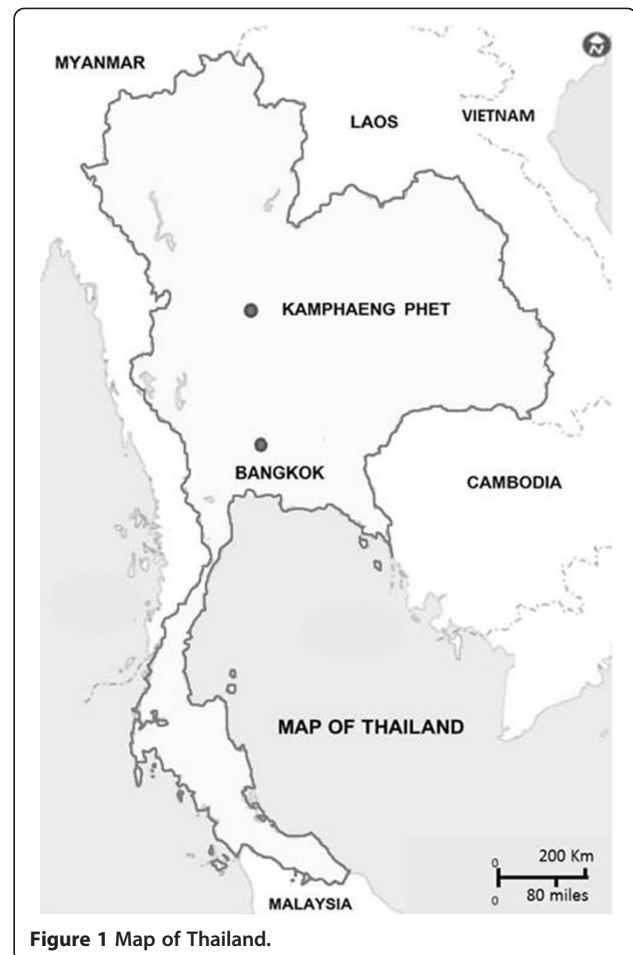 MYANMAR
N
LAOS
VIETNAM
KAMPHAENG PHET
BANGKOK
CAMBODIA
MAP OF THAILAND
0 200 Km
0 80 miles
MALAYSIA
Figure 1 Map of Thailand.